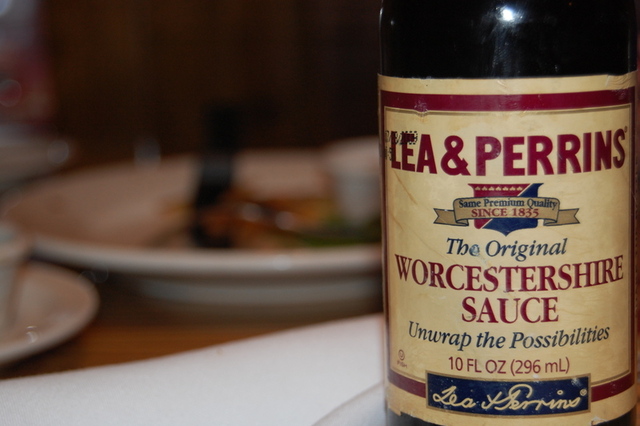 LEA & PERRINS
Same Premium Quality
SINCE 1835
The Original
WORCESTERSHIRE
SAUCE
Unwrap the Possibilities
10 FL OZ (296 mL)
Lea & Perrins